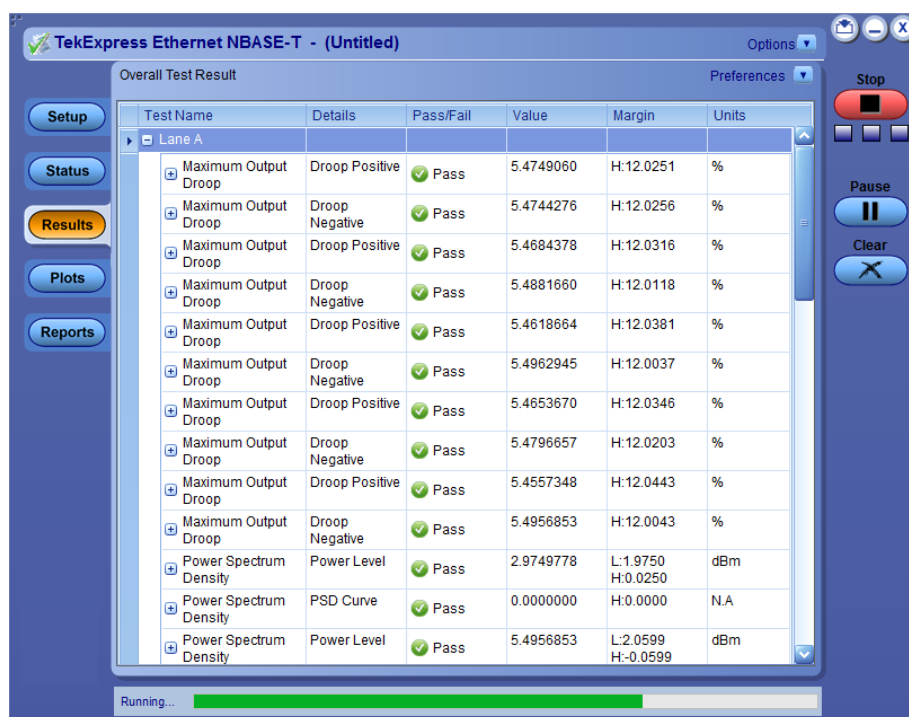 TekExpress Ethernet NBASE-T - (Untitled)
Options
X
Overall Test Result
Preferences
Stop
Setup
Status
Results
Plots
Reports
Pause
Clear
Test Name Details Pass/Fail Value Margin Units
Lane A
Maximum Output Droop Droop Positive Pass 5.4749060 H:12.0251 %
Maximum Output Droop Droop Negative Pass 5.4744276 H:12.0256 %
Maximum Output Droop Droop Positive Pass 5.4684378 H:12.0316 %
Maximum Output Droop Droop Negative Pass 5.4881660 H:12.0118 %
Maximum Output Droop Droop Positive Pass 5.4618664 H:12.0381 %
Maximum Output Droop Droop Negative Pass 5.4962945 H:12.0037 %
Maximum Output Droop Droop Positive Pass 5.4653670 H:12.0346 %
Maximum Output Droop Droop Negative Pass 5.4796657 H:12.0203 %
Maximum Output Droop Droop Positive Pass 5.4557348 H:12.0443 %
Maximum Output Droop Droop Negative Pass 5.4956853 H:12.0043 %
Power Spectrum Density Power Level Pass 2.9749778 L:1.9750 H:0.0250 dBm
Power Spectrum Density PSD Curve Pass 0.0000000 H:0.0000 N.A
Power Spectrum Density Power Level Pass 5.4956853 L:2.0599 H:-0.0599 dBm
Running...